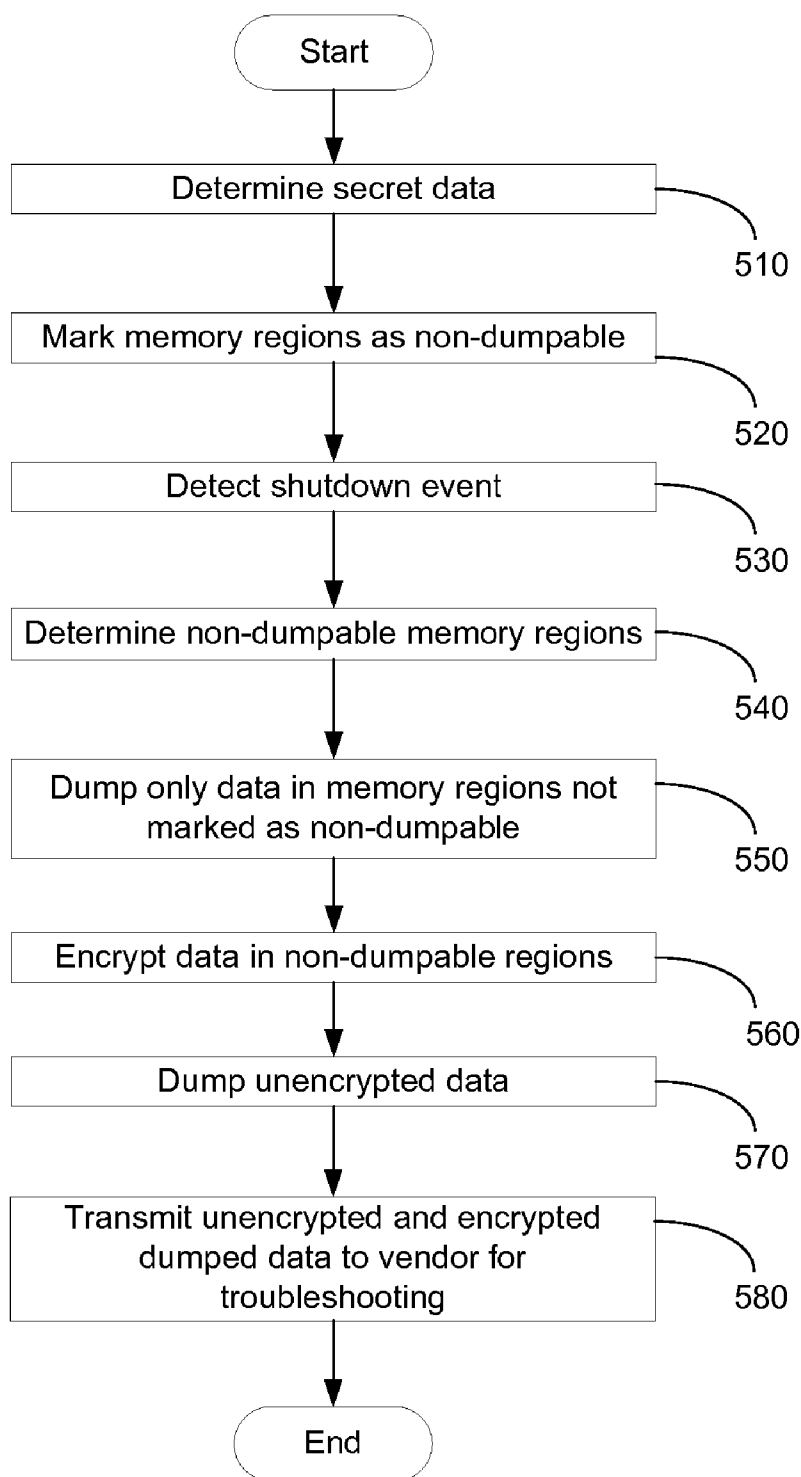 Start
Determine secret data
510
Mark memory regions as non-dumpable
520
Detect shutdown event
530
Determine non-dumpable memory regions
540
Dump only data in memory regions not
marked as non-dumpable
550
Encrypt data in non-dumpable regions
560
Dump unencrypted data
570
Transmit unencrypted and encrypted
dumped data to vendor for
troubleshooting
580
End